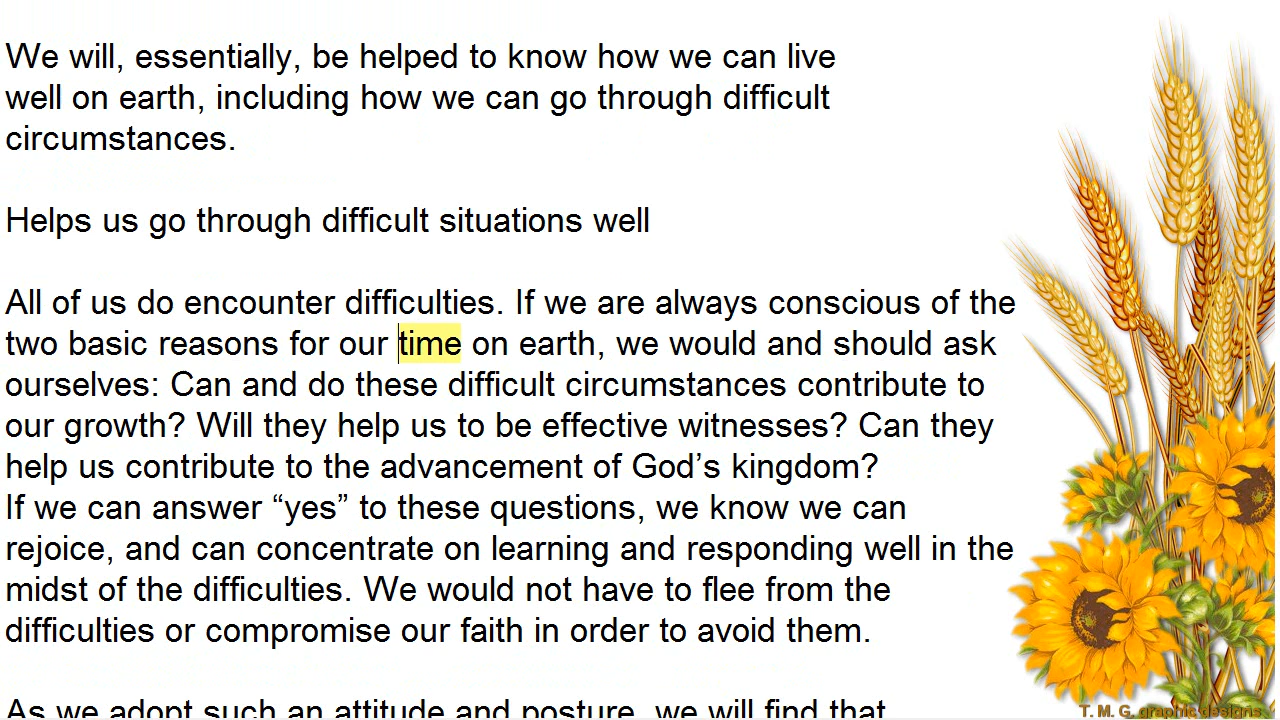 We will, essentially, be helped to know how we can live
well on earth, including how we can go through difficult
circumstances.
Helps us go through difficult situations well
All of us do encounter difficulties. If we are always conscious of the
two basic reasons for our time on earth, we would and should ask
ourselves: Can and do these difficult circumstances contribute to
our growth? Will they help us to be effective witnesses? Can they
help us contribute to the advancement of God’s kingdom?
If we can answer “yes” to these questions, we know we can
rejoice, and can concentrate on learning and responding well in the
midst of the difficulties. We would not have to flee from the
difficulties or compromise our faith in order to avoid them.
As we adopt such an attitude and posture, we will find that
T. M. G. graphic designs